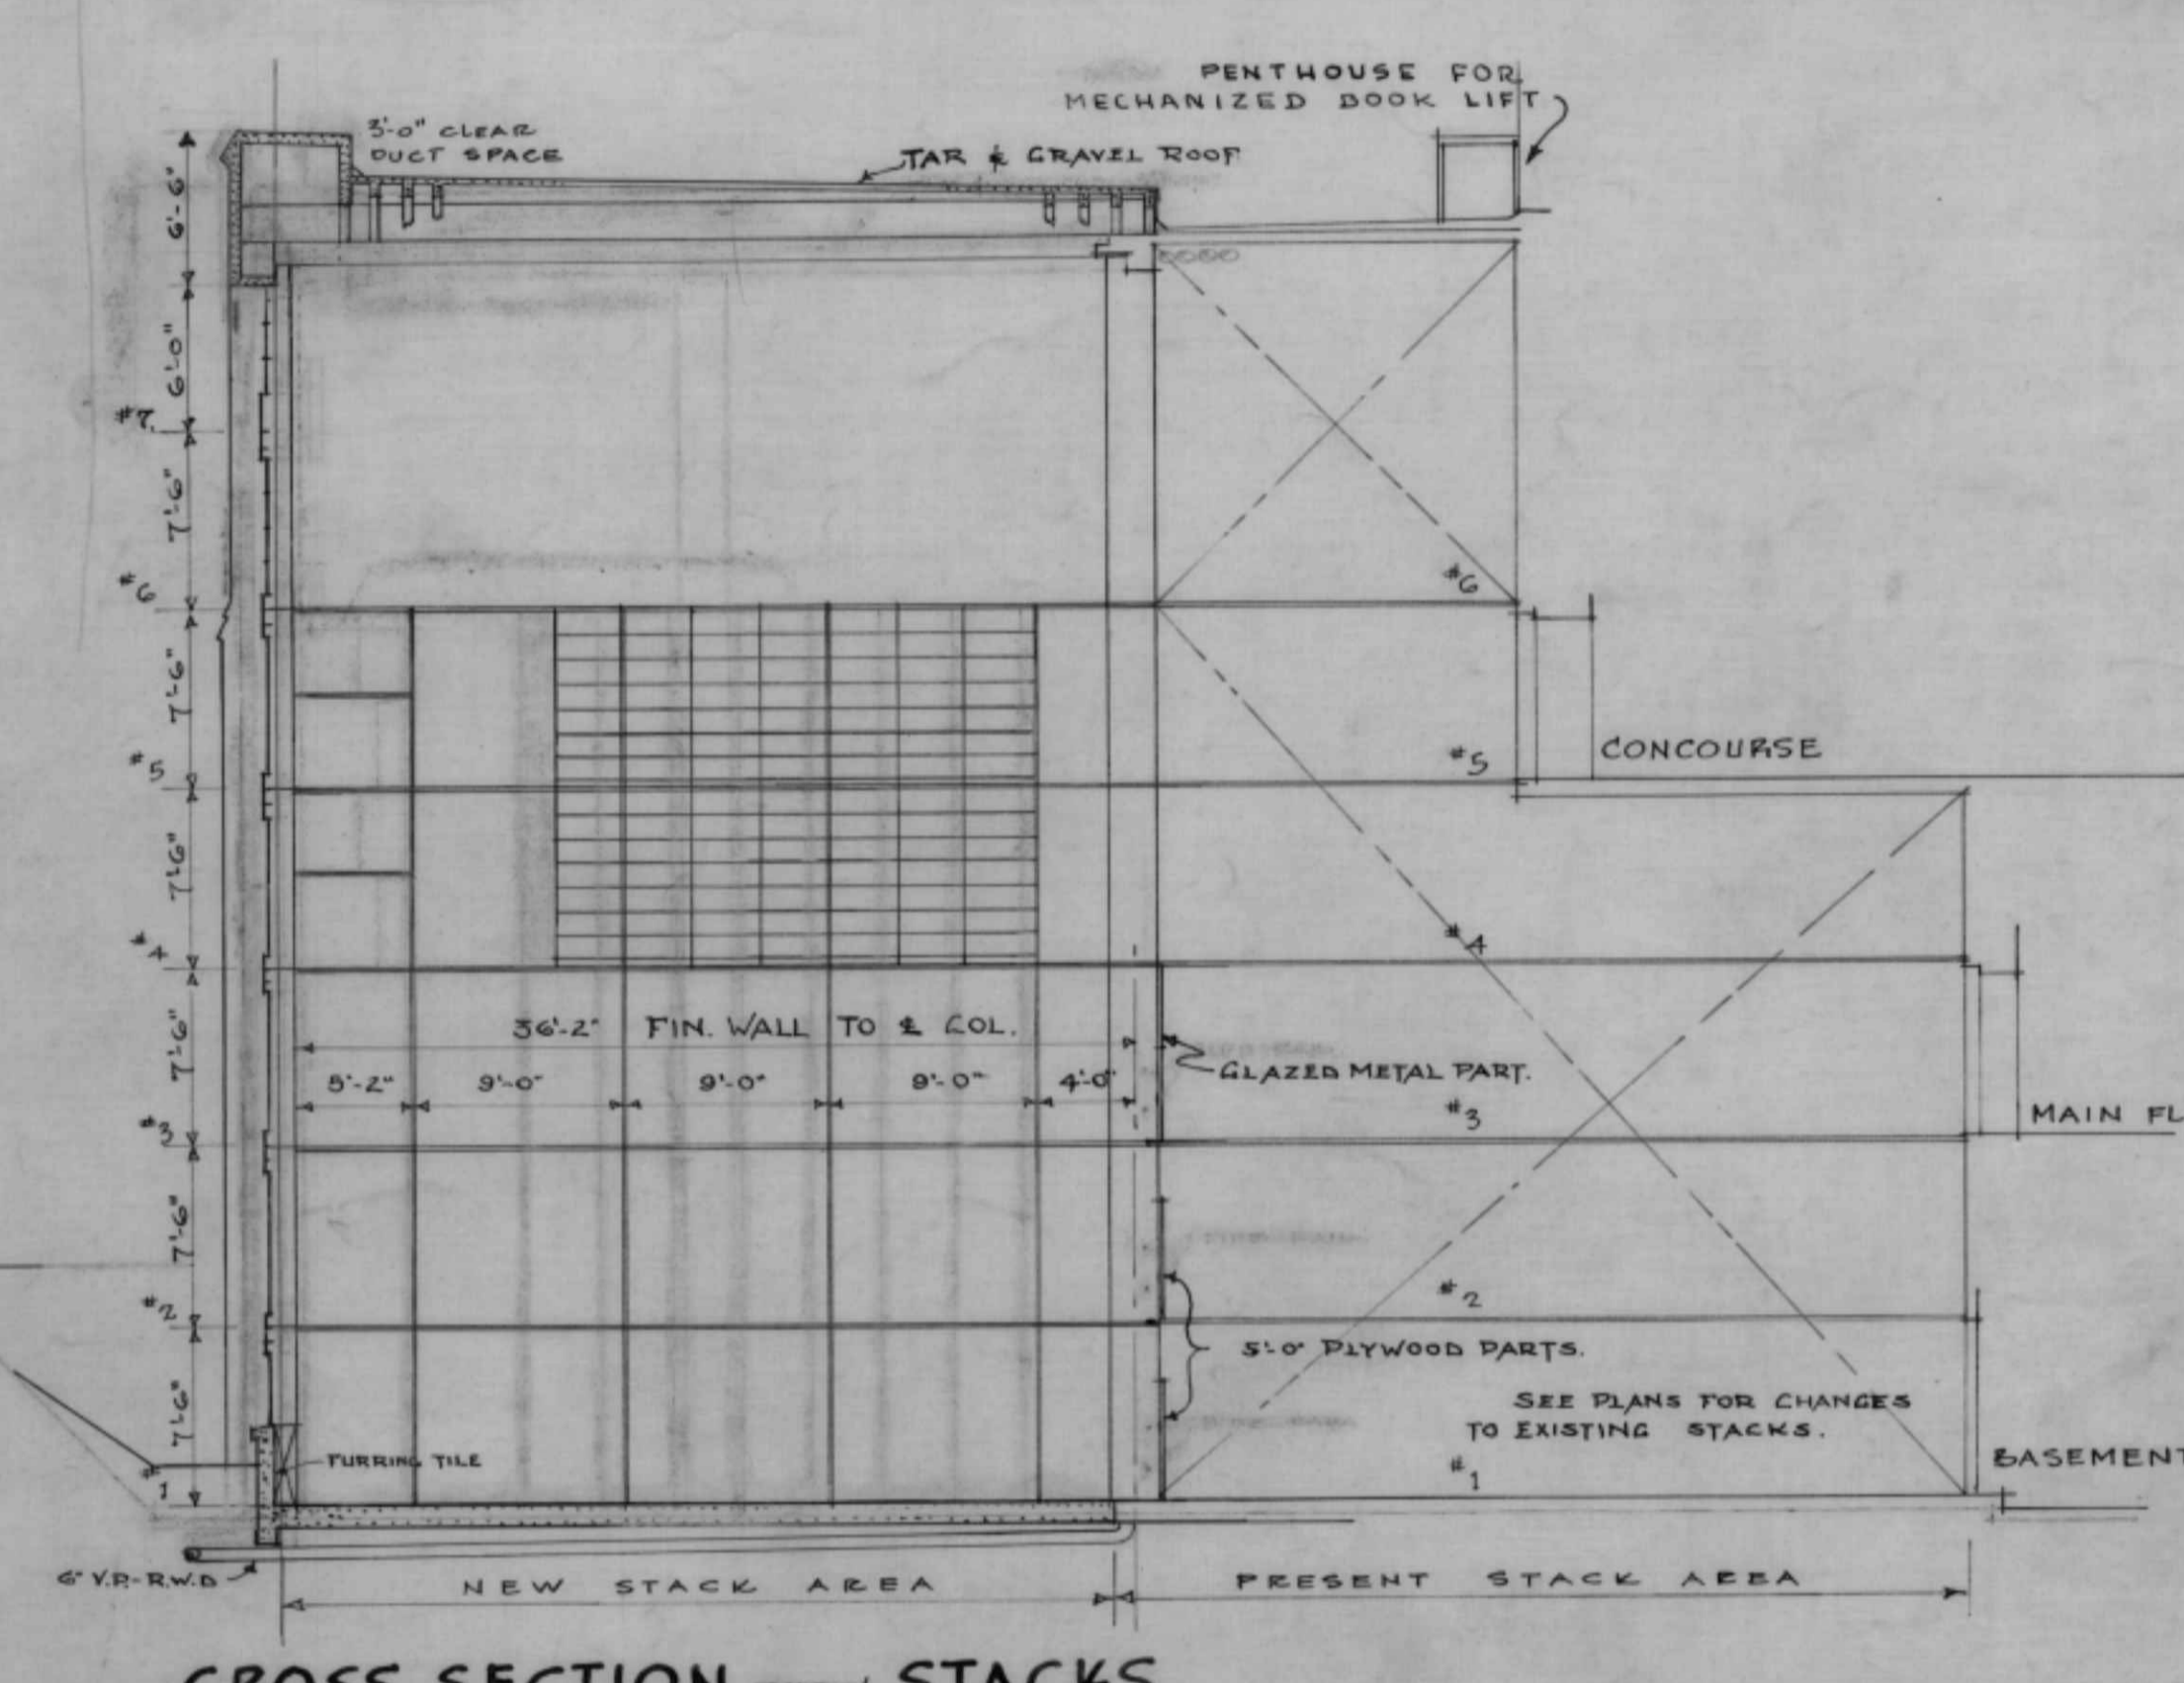 PENTHOUSE FOR
MECHANIZED BOOK LIFT
3'-0" CLEAR
DUCT SPACE
TAR & GRAVEL ROOF
6'-6"
6'-0"
#7
7'-6"
#6
#6
7'-6"
#5
#5
CONCOURSE
7'-6"
#4
#4
36'-2" FIN. WALL TO ℄ COL.
7'-6"
5'-2" 9'-0" 9'-0" 9'-0" 4'-0"
GLAZED METAL PART.
#3
#3
MAIN FL
7'-6"
#2
#2
5'-0" PLYWOOD PARTS.
7'-6"
SEE PLANS FOR CHANGES
TO EXISTING STACKS.
FURRING TILE
#1
#1
BASEMENT
6" V.P.-R.W.D
NEW STACK AREA
PRESENT STACK AREA
CROSS SECTION STACKS